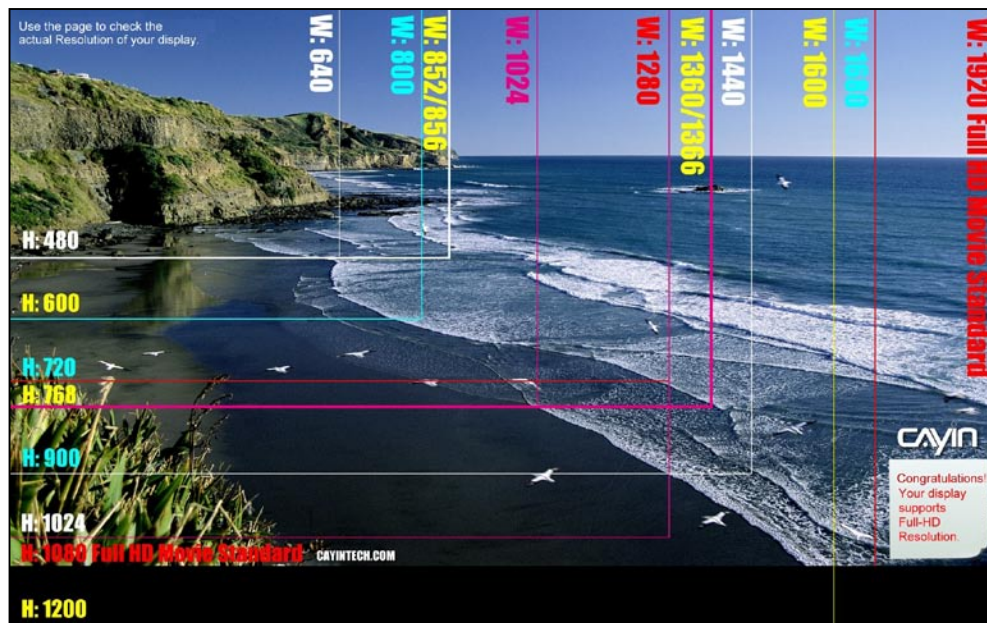 Use the page to check the
actual Resolution of your display.
W: 640
W: 800
W: 852/856
W: 1024
W: 1280
W: 1360/1366
W: 1440
W: 1600
W: 1680
W: 1920 Full HD Movie Standard
H: 480
H: 600
H: 720
H: 768
H: 900
H: 1024
H: 1080 Full HD Movie Standard
CAYINTECH.COM
H: 1200
CAYIN
Congratulations!
Your display
supports
Full-HD
Resolution.